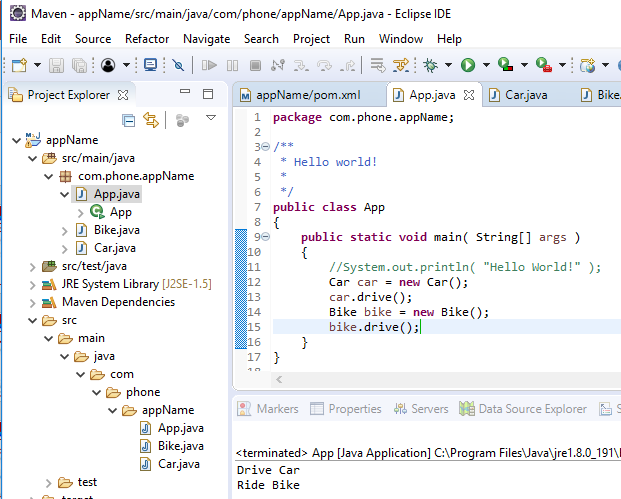 Maven - appName/src/main/java/com/phone/appName/App.java - Eclipse IDE
File Edit Source Refactor Navigate Search Project Run Window Help
Project Explorer
appName
src/main/java
com.phone.appName
App.java
App
Bike.java
Car.java
src/test/java
JRE System Library [J2SE-1.5]
Maven Dependencies
src
main
java
com
phone
appName
App.java
Bike.java
Car.java
test
appName/pom.xml App.java Car.java Bike.
1 package com.phone.appName;
2
3 /**
4 * Hello world!
5 *
6 */
7 public class App
8 {
9 public static void main( String[] args )
10 {
11 //System.out.println( "Hello World!" );
12 Car car = new Car();
13 car.drive();
14 Bike bike = new Bike();
15 bike.drive();
16 }
17 }
Markers Properties Servers Data Source Explorer S
<terminated> App [Java Application] C:\Program Files\Java\jre1.8.0_191\
Drive Car
Ride Bike